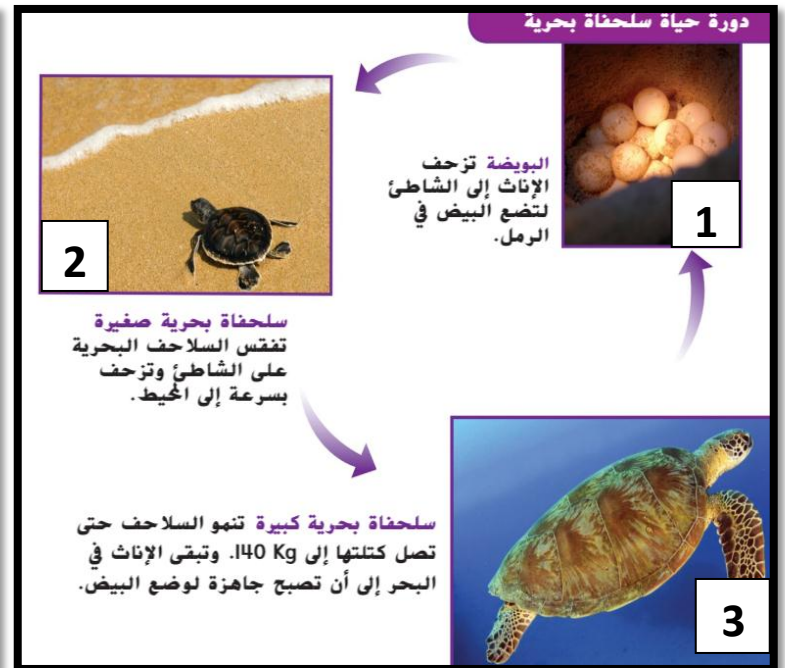 دورة حياة سلحفاة بحرية
البويضة تزحف
الإناث إلى الشاطئ
لتضع البيض في
الرمل.
1
2
سلحفاة بحرية صغيرة
تفقس السلاحف البحرية
على الشاطئ وتزحف
بسرعة إلى المحيط.
سلحفاة بحرية كبيرة تنمو السلاحف حتى
تصل كتلتها إلى 140 Kg. وتبقى الإناث في
البحر إلى أن تصبح جاهزة لوضع البيض.
3